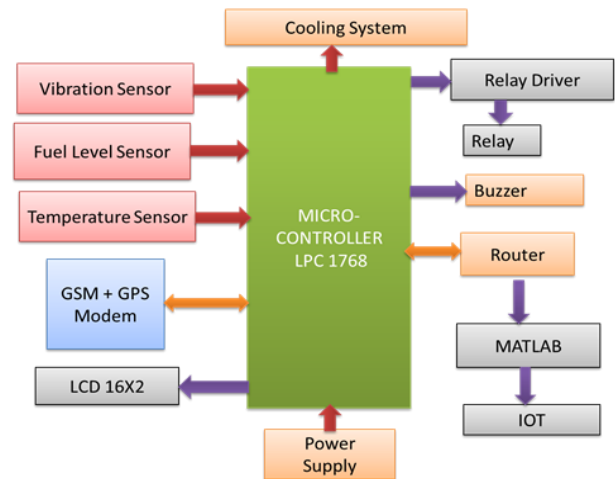 Cooling System
Vibration Sensor
Relay Driver
Fuel Level Sensor
Relay
Temperature Sensor
Buzzer
MICRO-
CONTROLLER
LPC 1768
Router
GSM + GPS
Modem
MATLAB
LCD 16X2
IOT
Power
Supply